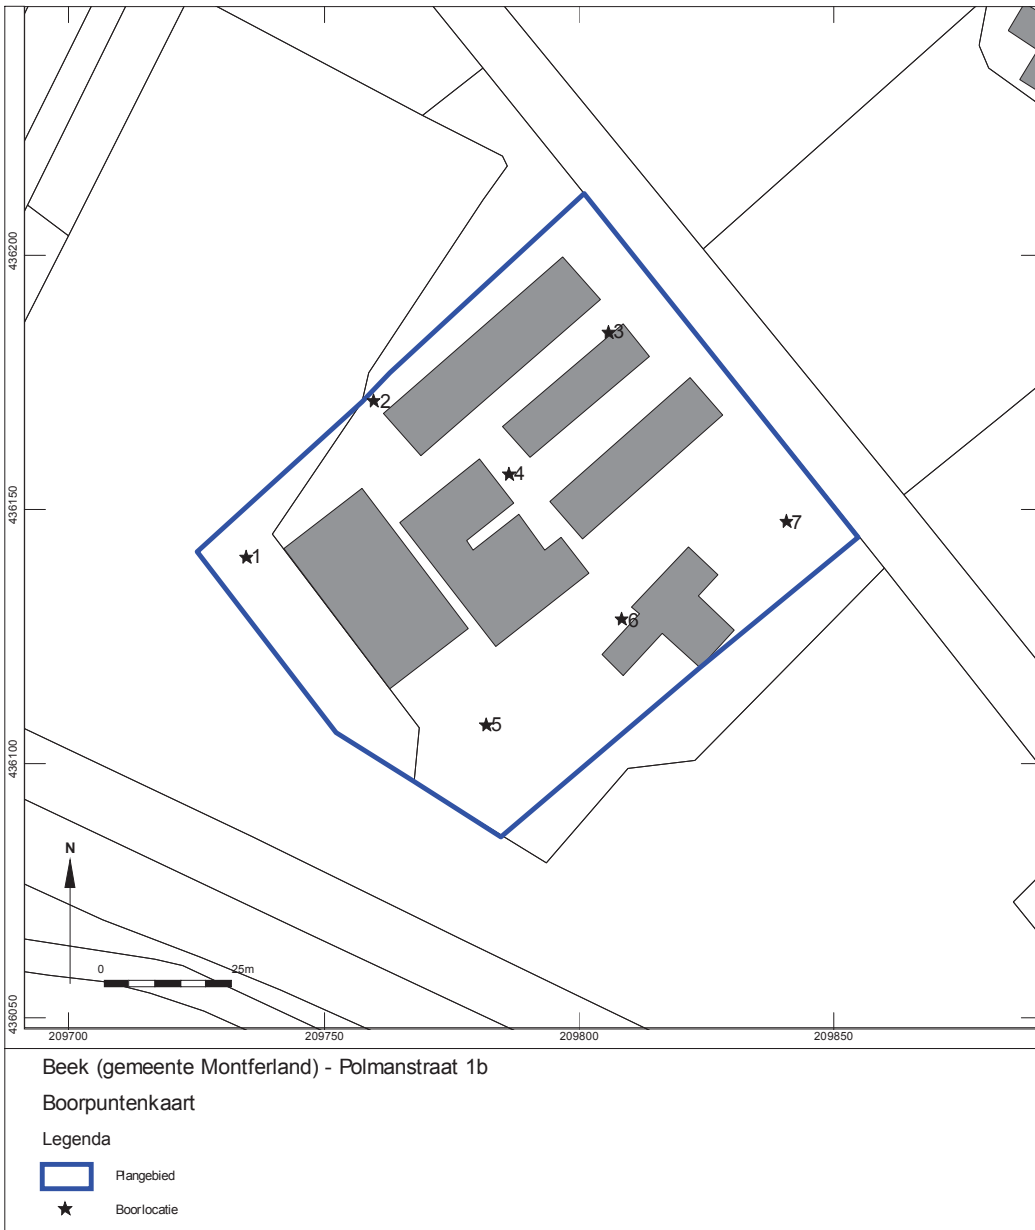 436200
436150
436100
436050
3
2
4
7
1
6
5
N
0 25m
209700 209750 209800 209850
Beek (gemeente Montferland) - Polmanstraat 1b
Boorpuntenkaart
Legenda
Plangebied
Boorlocatie